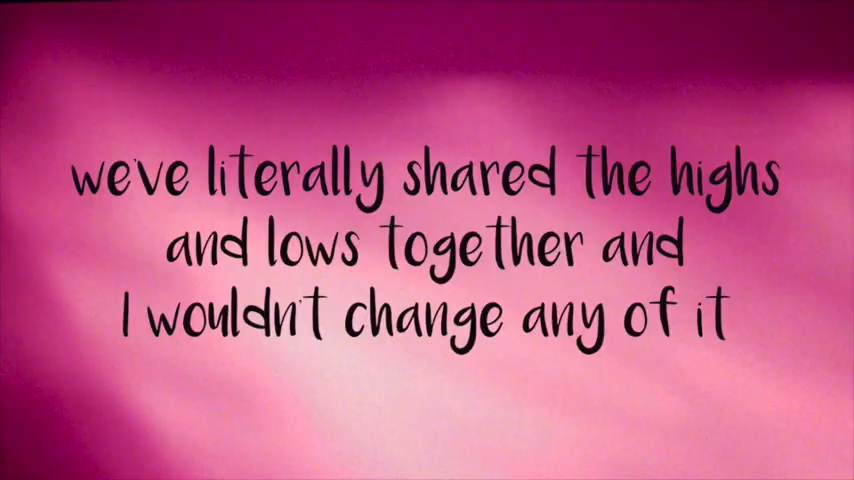 we've literally shared the highs
and lows together and
I wouldn't change any of it